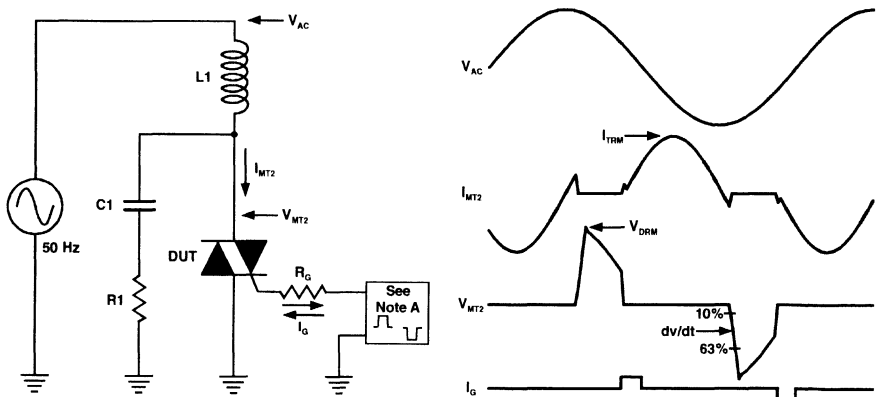 V_AC
L1
I_MT2
C1
V_MT2
50 Hz
DUT
R_G
See
Note A
R1
I_G
V_AC
I_TRM
I_MT2
V_DRM
V_MT2
10%
dv/dt
63%
I_G